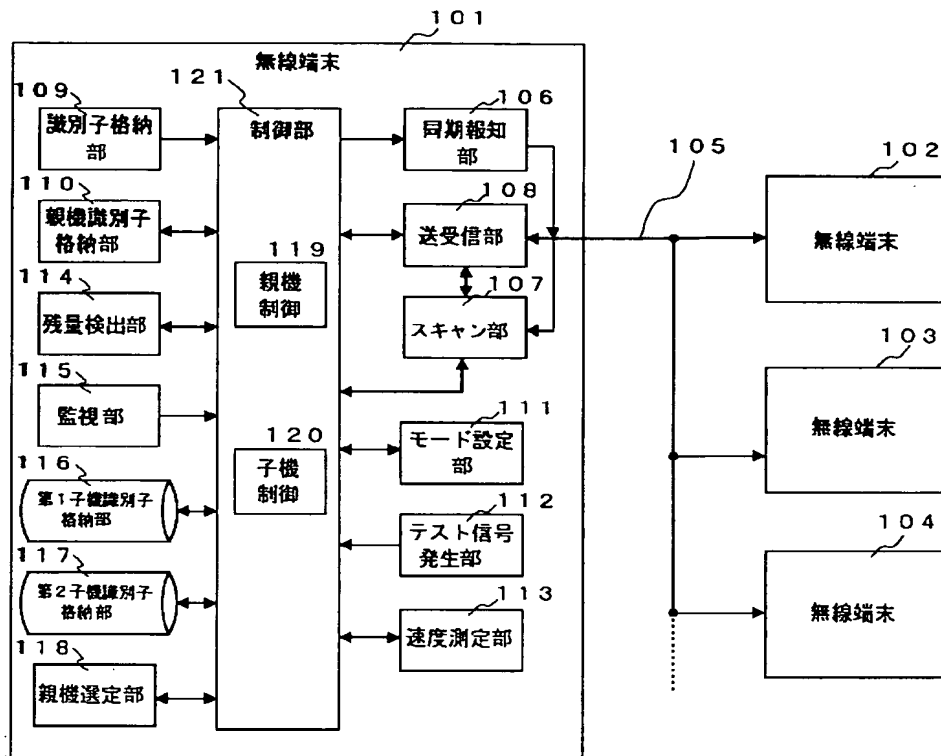 １０１
無線端末
１２１
１０９
識別子格納
部
１１０
親機識別子
格納部
１１４
残量検出部
１１５
監視部
１１６
第１子機識別子
格納部
１１７
第２子機識別子
格納部
１１８
親機選定部
制御部
１１９
親機
制御
１２０
子機
制御
１０６
同期報知
部
１０８
送受信部
１０７
スキャン部
１１１
モード設定
部
１１２
テスト信号
発生部
１１３
速度測定部
１０５
１０２
無線端末
１０３
無線端末
１０４
無線端末